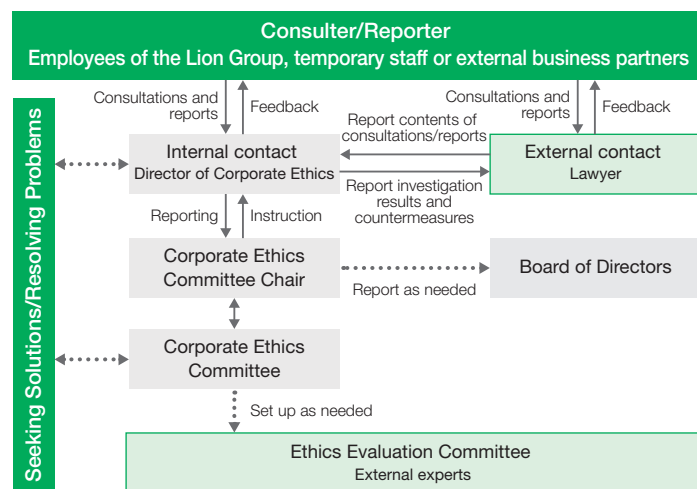 Consulter/Reporter
Employees of the Lion Group, temporary staff or external business partners
Seeking Solutions/Resolving Problems
Consultations and
reports
Feedback
Consultations and
reports
Feedback
Report contents of
consultations/reports
Internal contact
Director of Corporate Ethics
External contact
Lawyer
Report investigation
results and
countermeasures
Reporting
Instruction
Corporate Ethics
Committee Chair
Report as needed
Board of Directors
Corporate Ethics
Committee
Set up as needed
Ethics Evaluation Committee
External experts